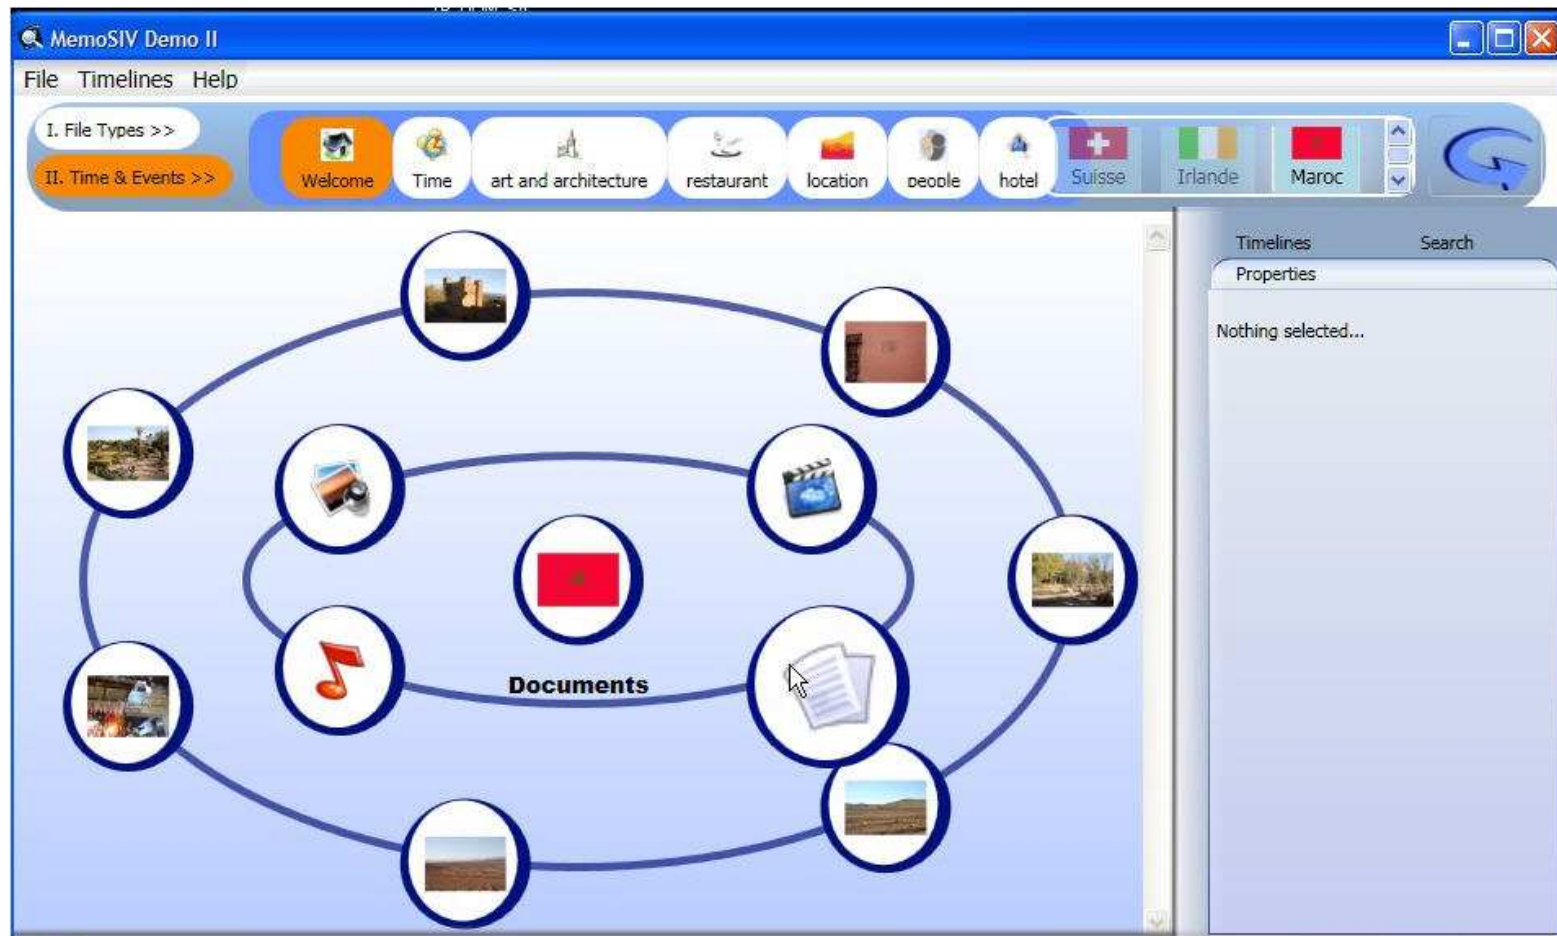 MemoSIV Demo II
File Timelines Help
I. File Types >>
II. Time & Events >>
Welcome
Time
art and architecture
restaurant
location
people
hotel
Suisse
Irlande
Maroc
Timelines Search
Properties
Nothing selected...
Documents